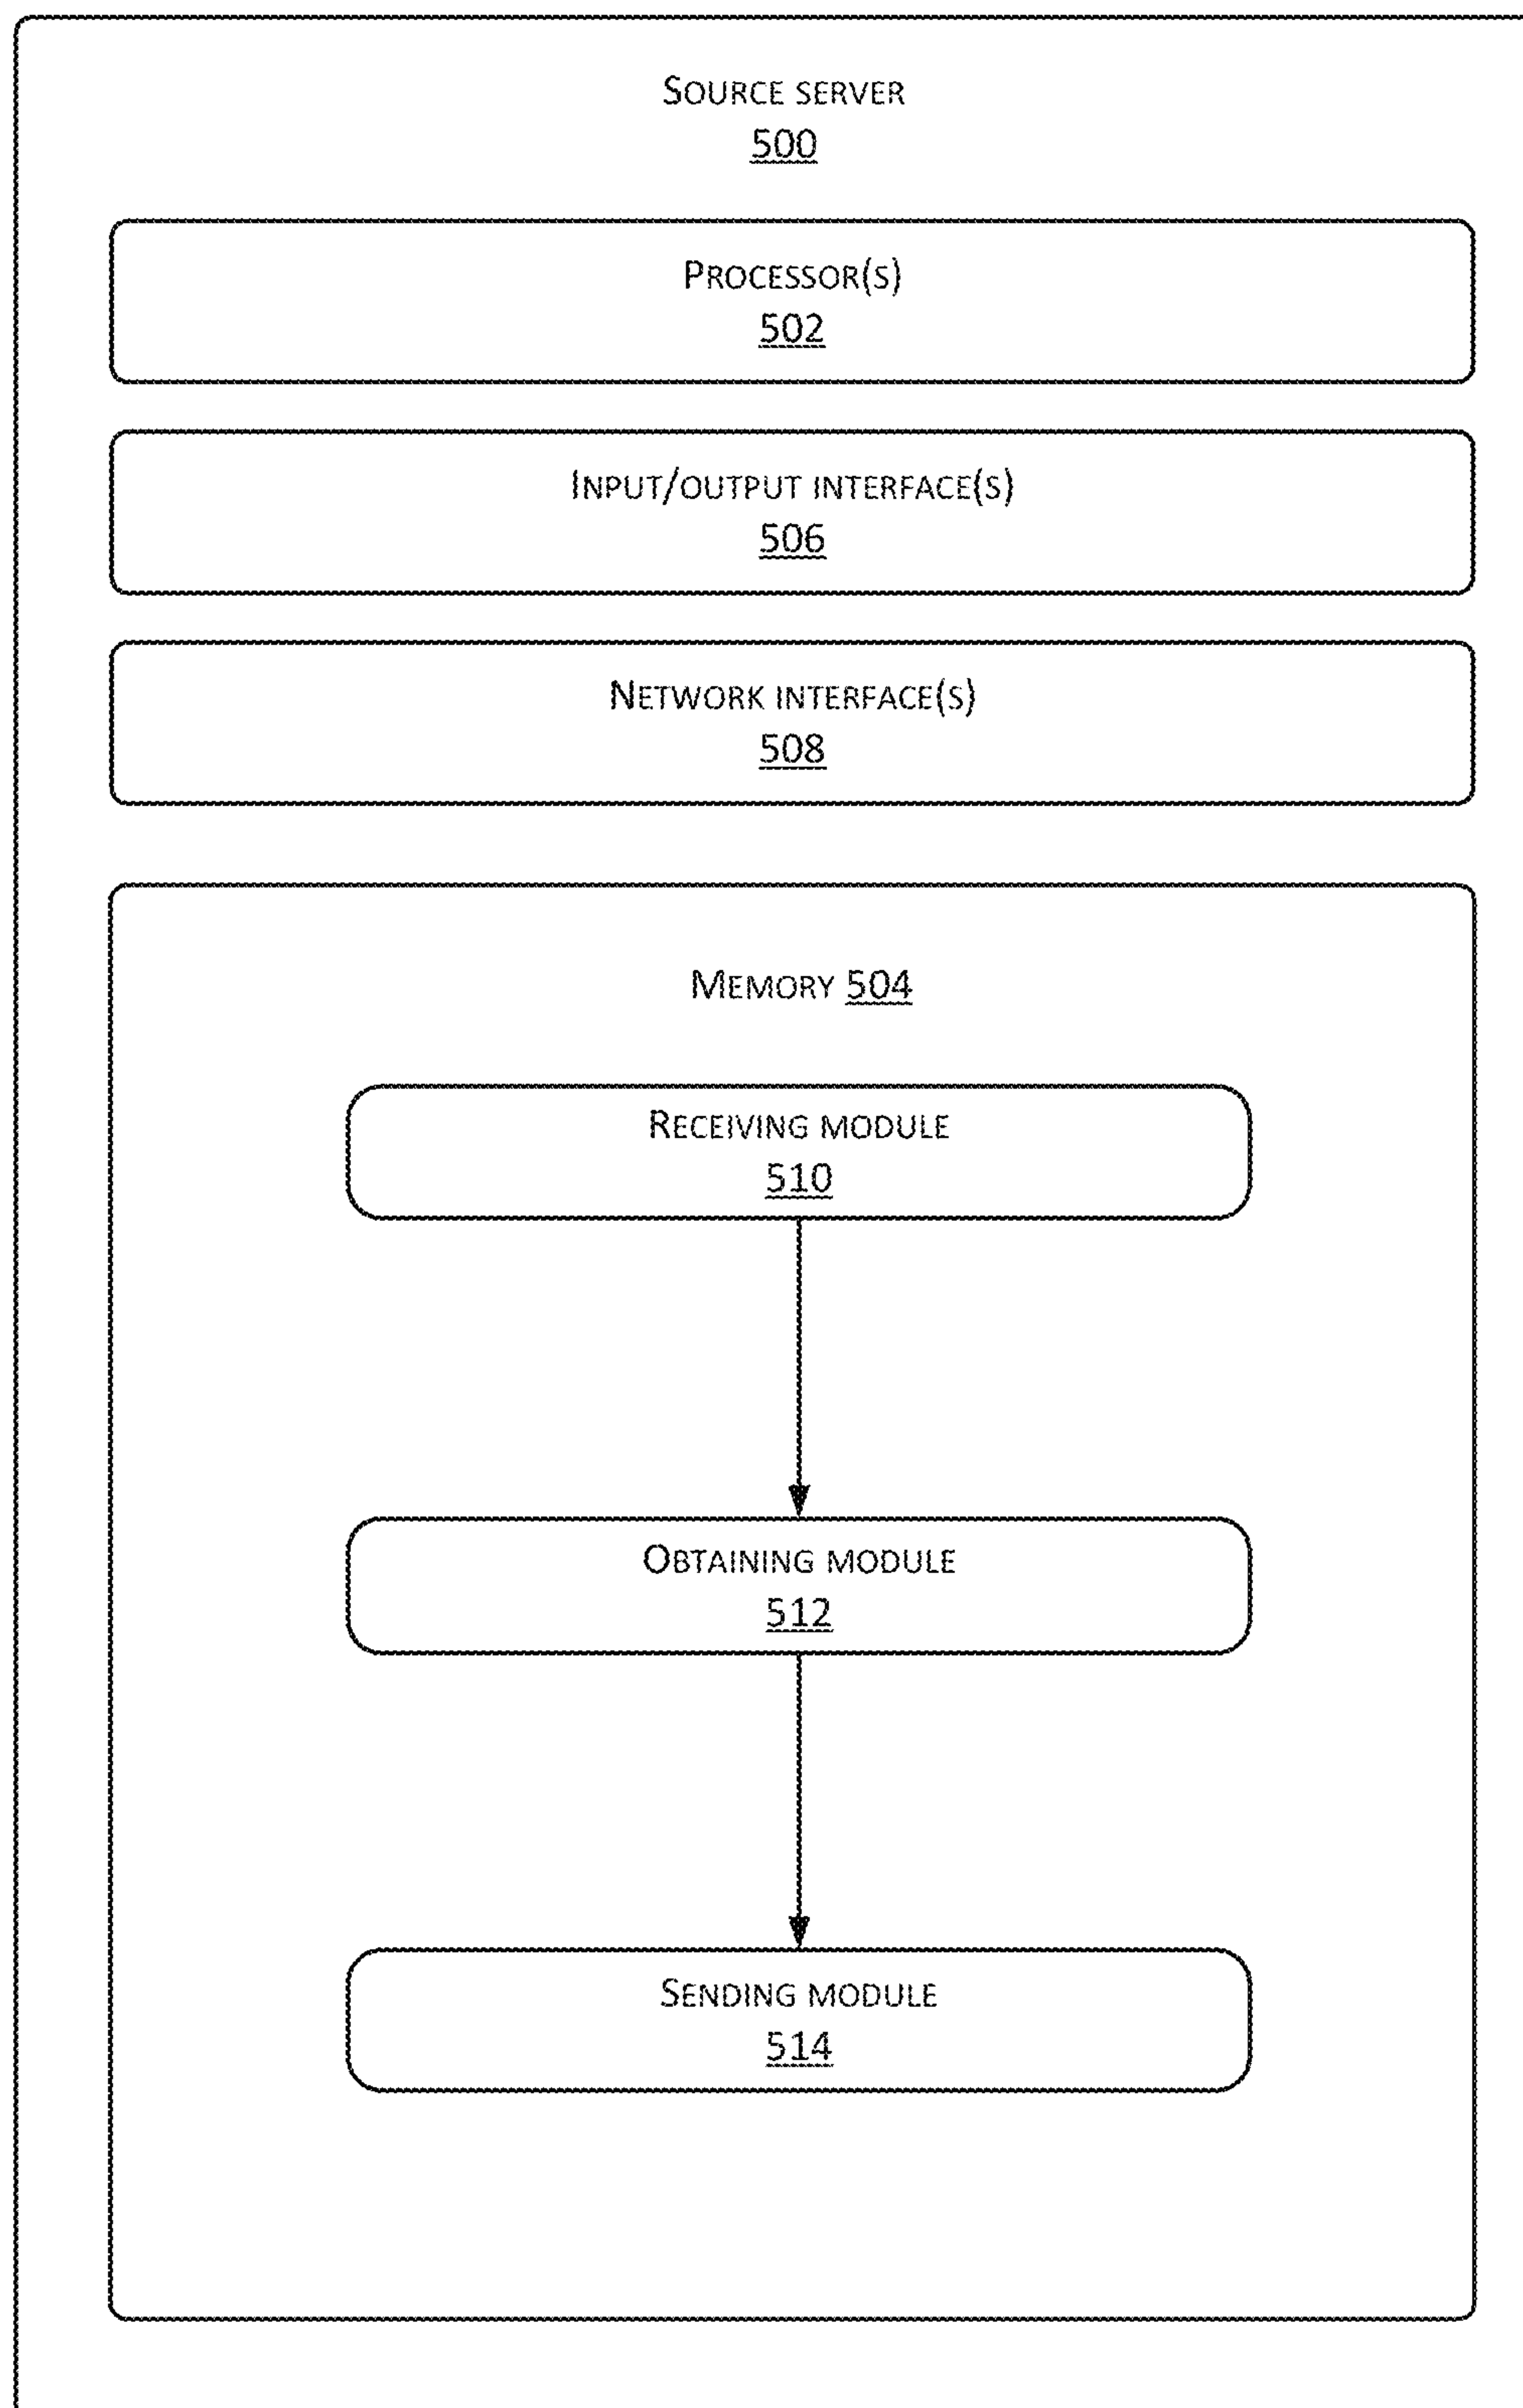 SOURCE SERVER
500
PROCESSOR(S)
502
INPUT/OUTPUT INTERFACE(S)
506
NETWORK INTERFACE(S)
508
MEMORY 504
RECEIVING MODULE
510
OBTAINING MODULE
512
SENDING MODULE
514